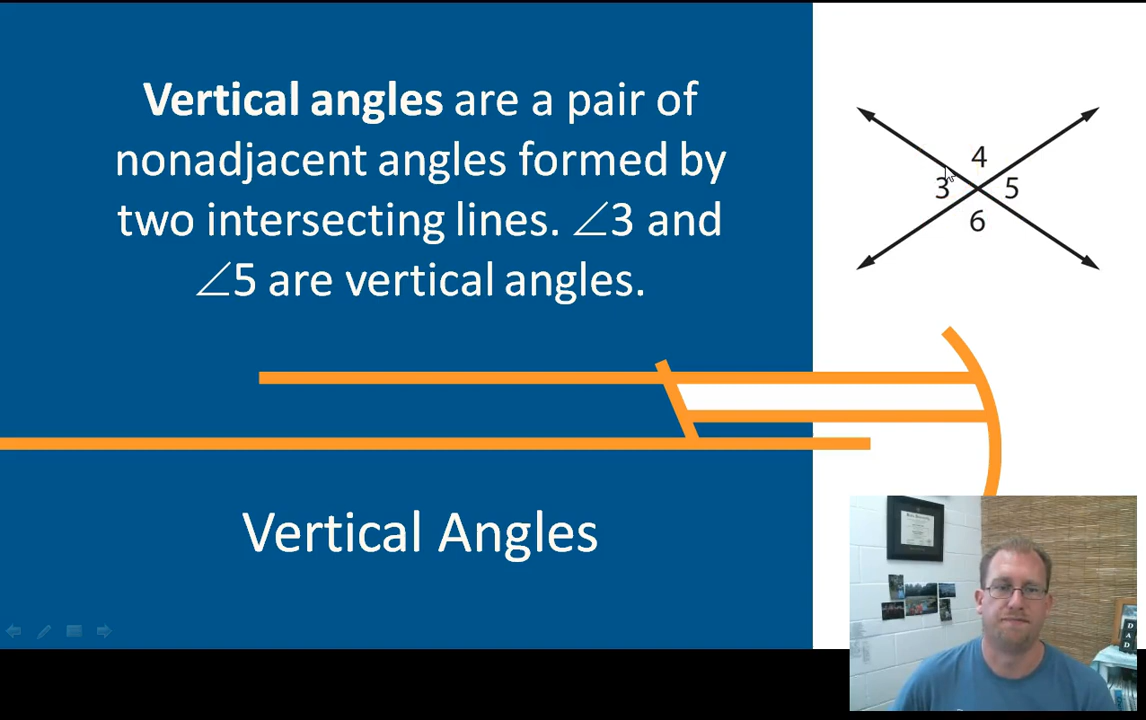 Vertical angles are a pair of
nonadjacent angles formed by
two intersecting lines. ∠3 and
∠5 are vertical angles.
4
3 5
6
Vertical Angles
DAD